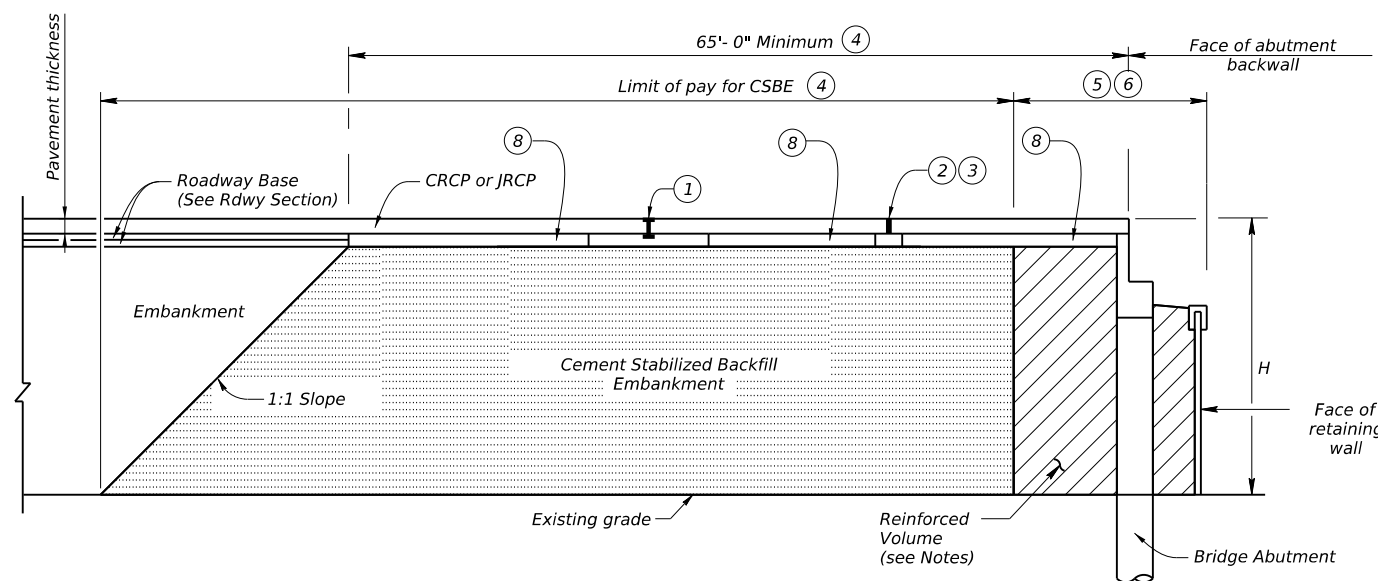 65'- 0" Minimum 4
Face of abutment
backwall
Pavement thickness
Limit of pay for CSBE 4
5 6
8
8
8
Roadway Base
(See Rdwy Section)
CRCP or JRCP
1
2 3
Embankment
Cement Stabilized Backfill
Embankment
1:1 Slope
H
Face of
retaining
wall
Existing grade
Reinforced
Volume
(see Notes)
Bridge Abutment